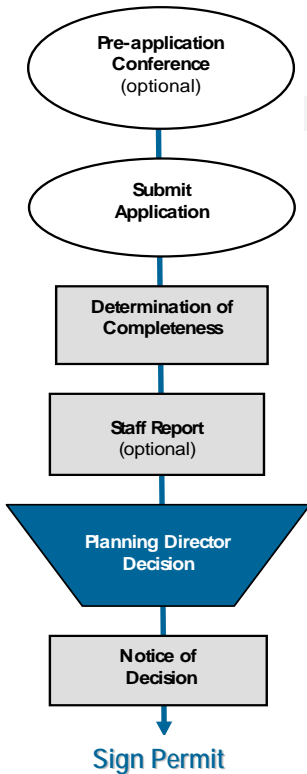 Pre-application
Conference
(optional)
Submit
Application
Determination of
Completeness
Staff Report
(optional)
Planning Director
Decision
Notice of
Decision
Sign Permit